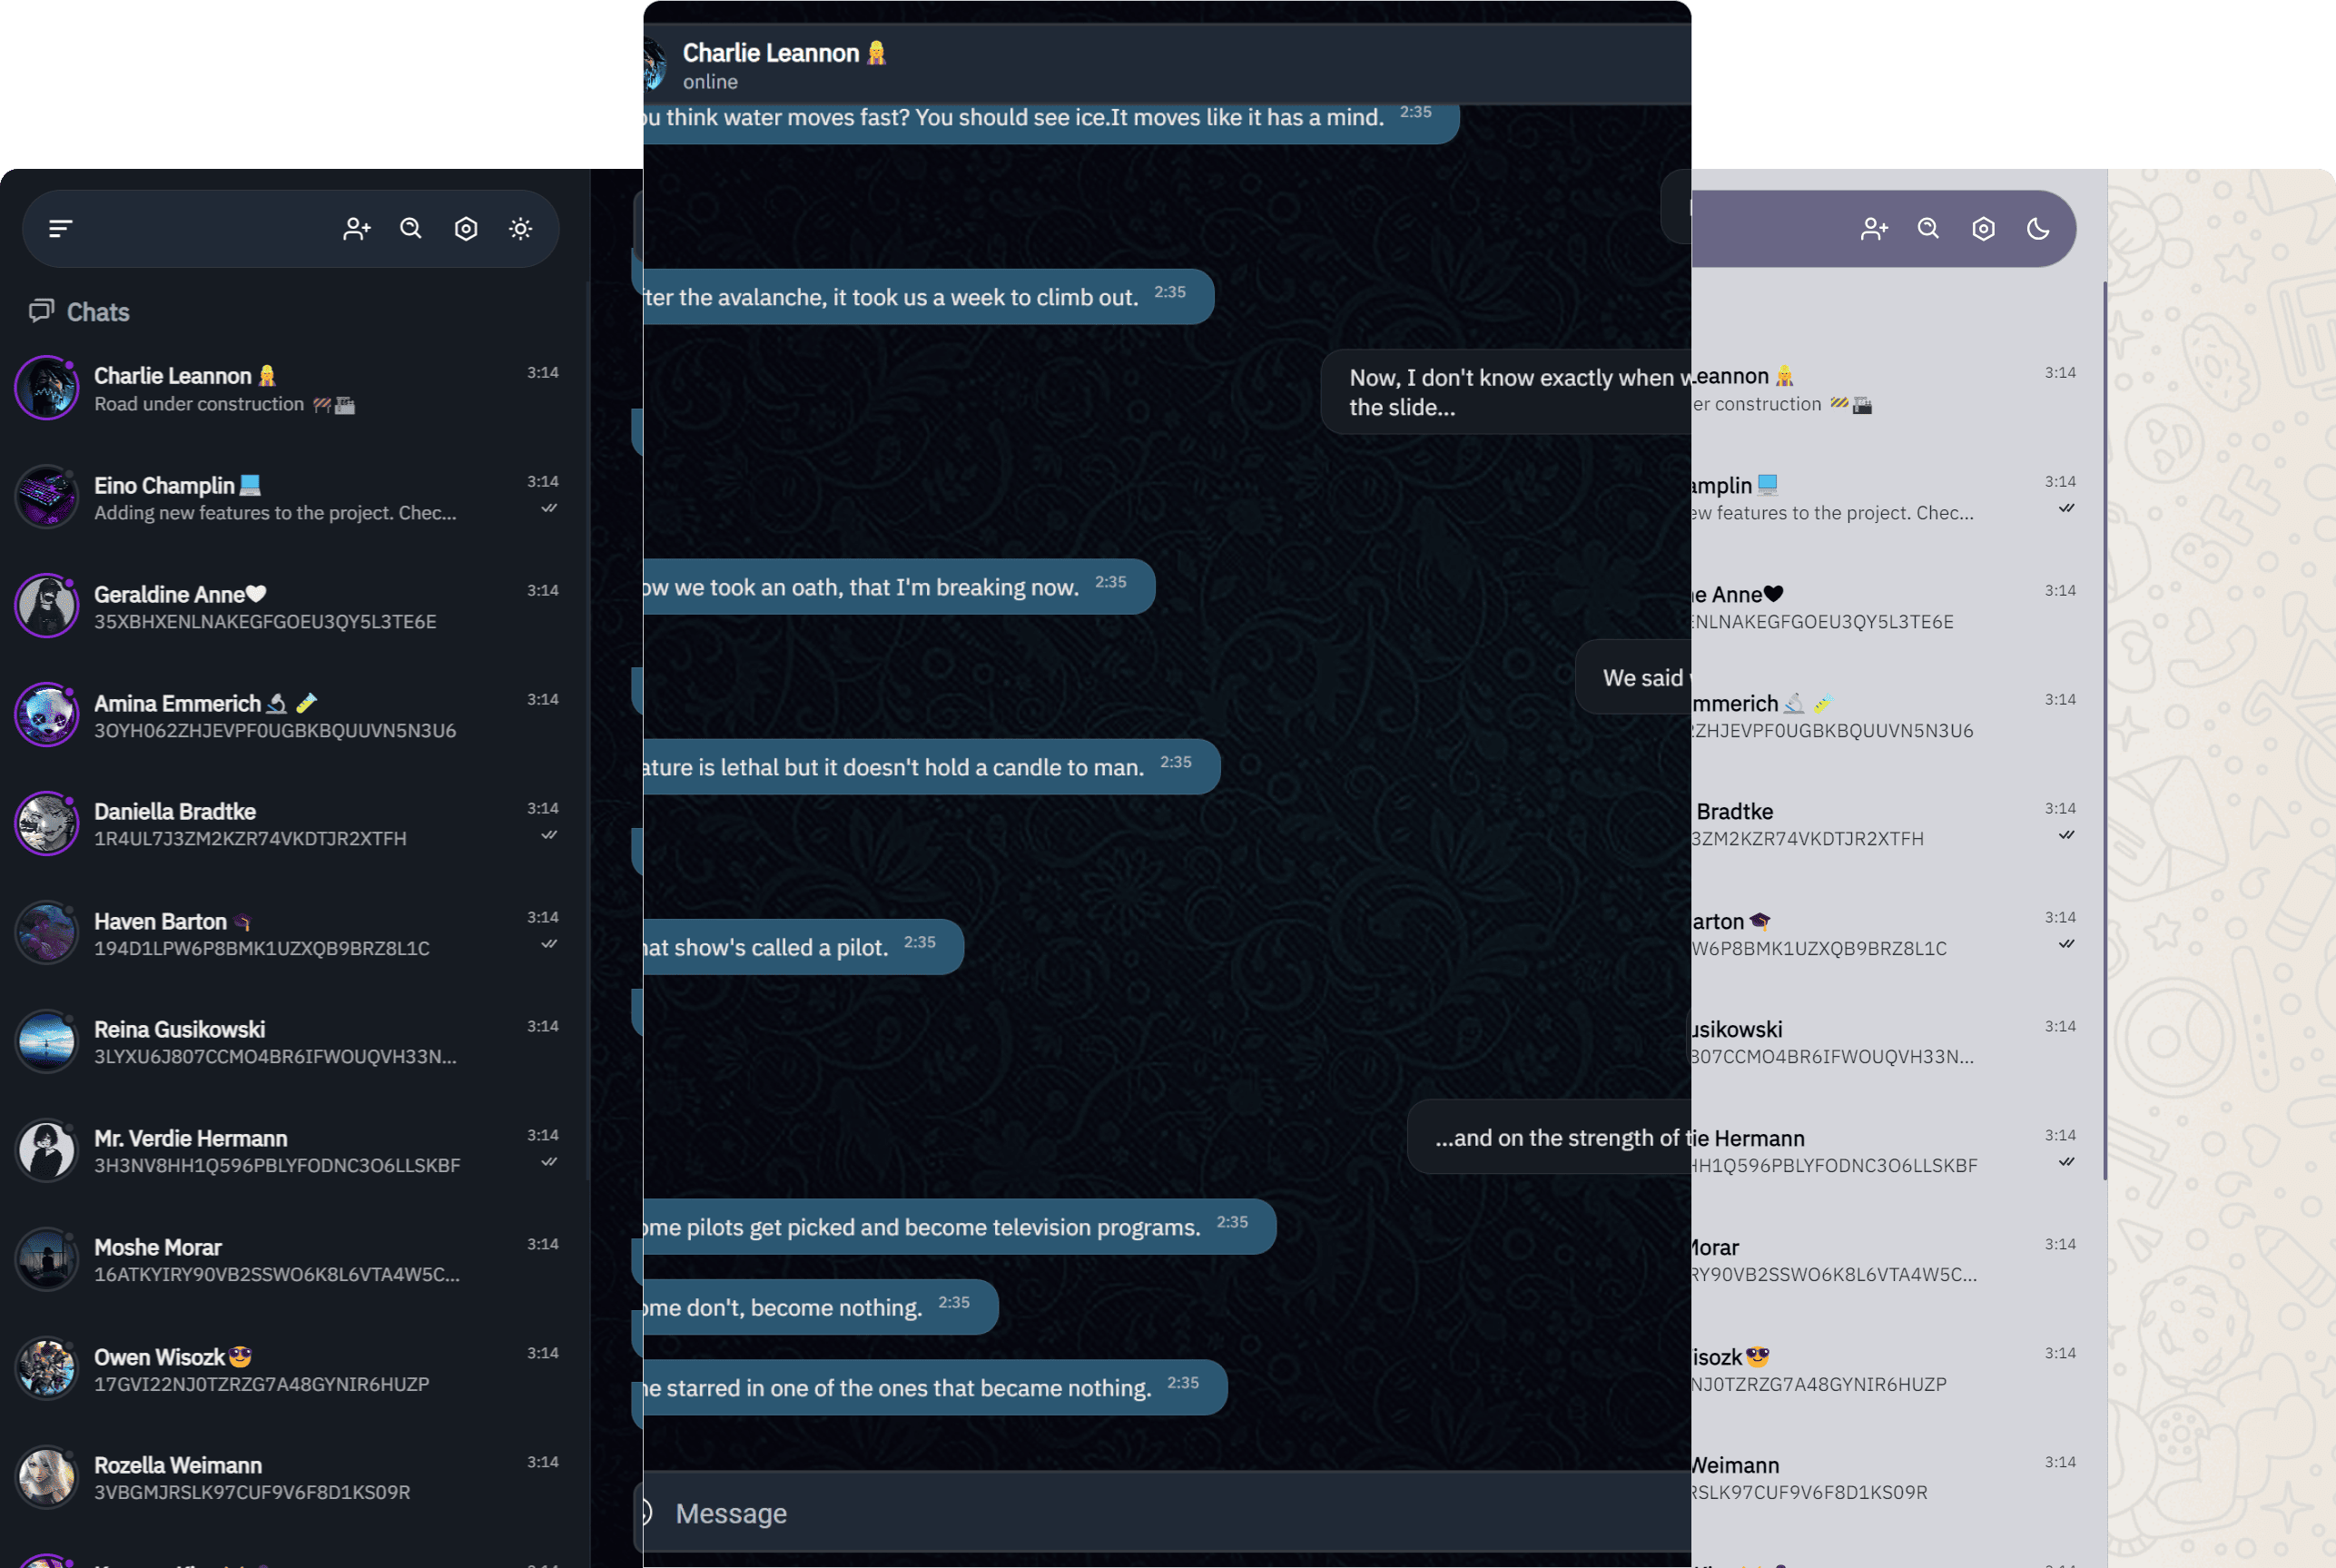 Chats
Charlie Leannon
3:14
Road under construction
Eino Champlin
3:14
Adding new features to the project. Chec...
Geraldine Anne
3:14
35XBHXENLNAKEGFGOEU3QY5L3TE6E
Amina Emmerich
3:14
3OYH062ZHJEVPF0UGBKBQUUVN5N3U6
Daniella Bradtke
3:14
1R4UL7J3ZM2KZR74VKDTJR2XTFH
Haven Barton
3:14
194D1LPW6P8BMK1UZXQB9BRZ8L1C
Reina Gusikowski
3:14
3LYXU6J807CCMO4BR6IFWOUQVH33N...
Mr. Verdie Hermann
3:14
3H3NV8HH1Q596PBLYFODNC3O6LLSKBF
Moshe Morar
3:14
16ATKYIRY90VB2SSWO6K8L6VTA4W5C...
Owen Wisozk
3:14
17GVI22NJ0TZRZG7A48GYNIR6HUZP
Rozella Weimann
3:14
3VBGMJRSLK97CUF9V6F8D1KS09R
Charlie Leannon
online
ou think water moves fast? You should see ice.It moves like it has a mind. 2:35
ter the avalanche, it took us a week to climb out. 2:35
Now, I don't know exactly when w
the slide...
ow we took an oath, that I'm breaking now. 2:35
We said
ature is lethal but it doesn't hold a candle to man. 2:35
hat show's called a pilot. 2:35
...and on the strength of t
ome pilots get picked and become television programs. 2:35
ome don't, become nothing. 2:35
he starred in one of the ones that became nothing. 2:35
Message
Leannon
3:14
er construction
amplin
3:14
ew features to the project. Chec...
e Anne
3:14
ENLNAKEGFGOEU3QY5L3TE6E
mmerich
3:14
2ZHJEVPF0UGBKBQUUVN5N3U6
Bradtke
3:14
3ZM2KZR74VKDTJR2XTFH
arton
3:14
W6P8BMK1UZXQB9BRZ8L1C
usikowski
3:14
807CCMO4BR6IFWOUQVH33N...
ie Hermann
3:14
HH1Q596PBLYFODNC3O6LLSKBF
Morar
3:14
RY90VB2SSWO6K8L6VTA4W5C...
isozk
3:14
NJ0TZRZG7A48GYNIR6HUZP
Weimann
3:14
RSLK97CUF9V6F8D1KS09R